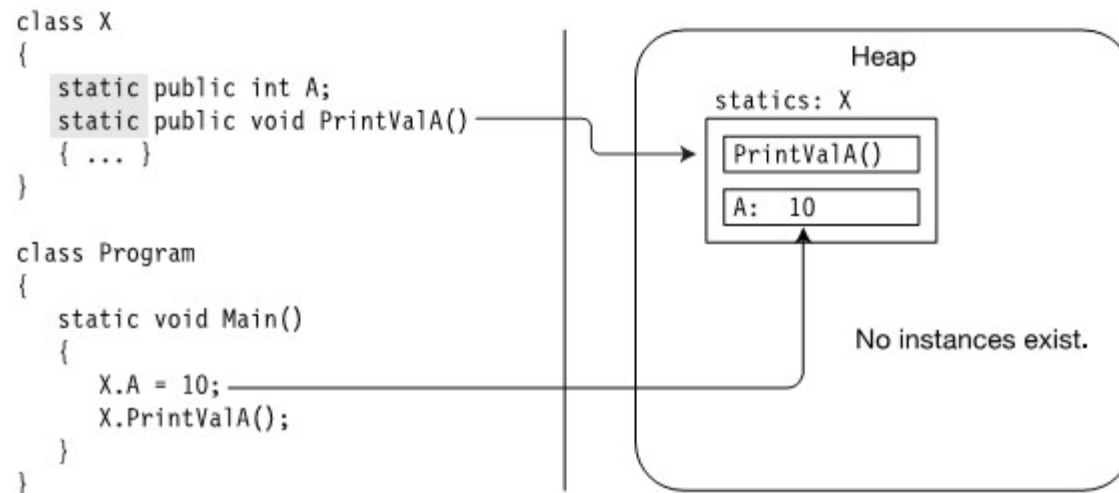 class X
{
static public int A;
static public void PrintValA()
{ ... }
}
class Program
{
static void Main()
{
X.A = 10;
X.PrintValA();
}
}
Heap
statics: X
PrintValA()
A: 10
No instances exist.